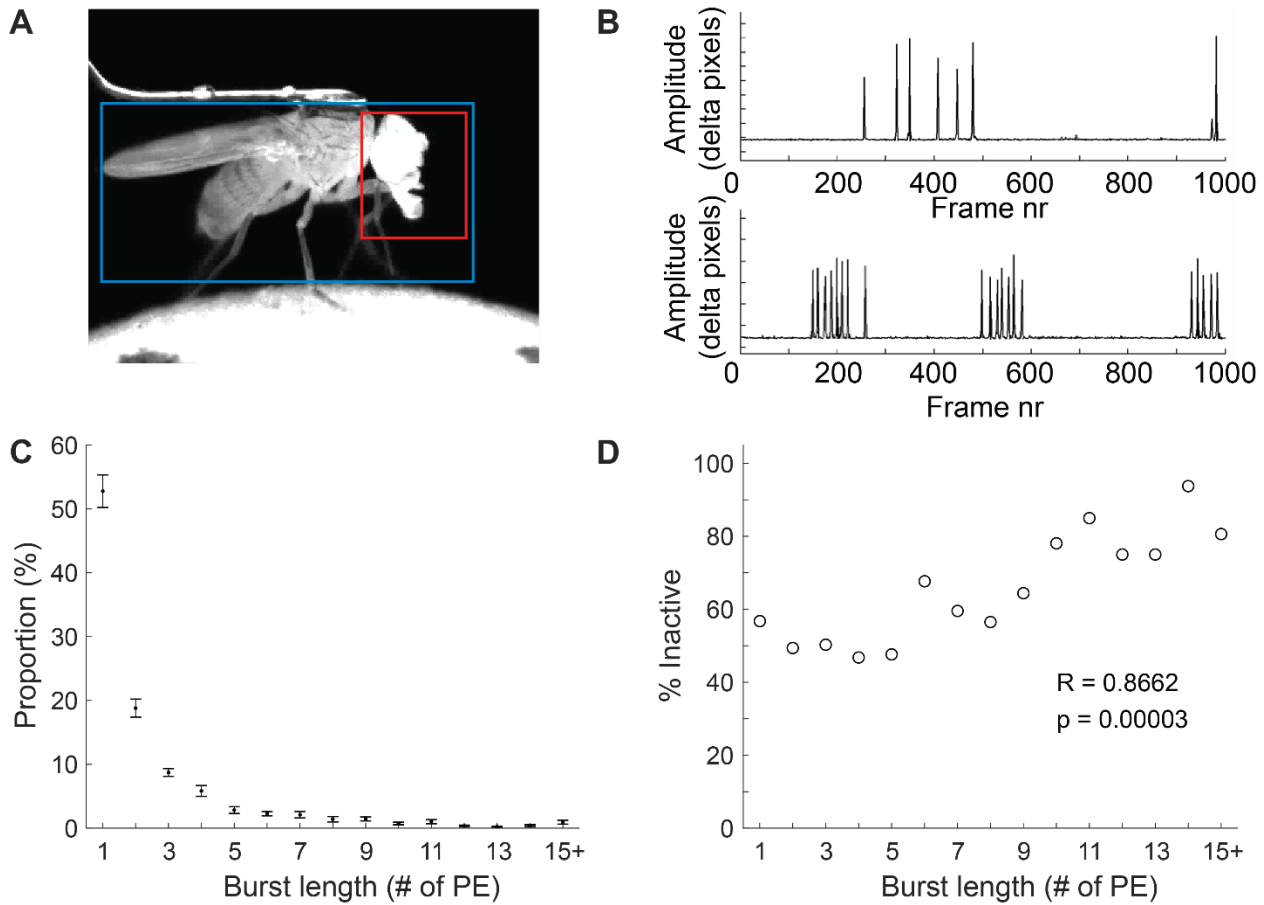 A
B
Amplitude
(delta pixels)
0 200 400 600 800 1000
Frame nr
Amplitude
(delta pixels)
0 200 400 600 800 1000
Frame nr
C
Proportion (%)
60
50
40
30
20
10
0
1 3 5 7 9 11 13 15+
Burst length (# of PE)
D
% Inactive
100
80
60
40
20
0
R = 0.8662
p = 0.00003
1 3 5 7 9 11 13 15+
Burst length (# of PE)